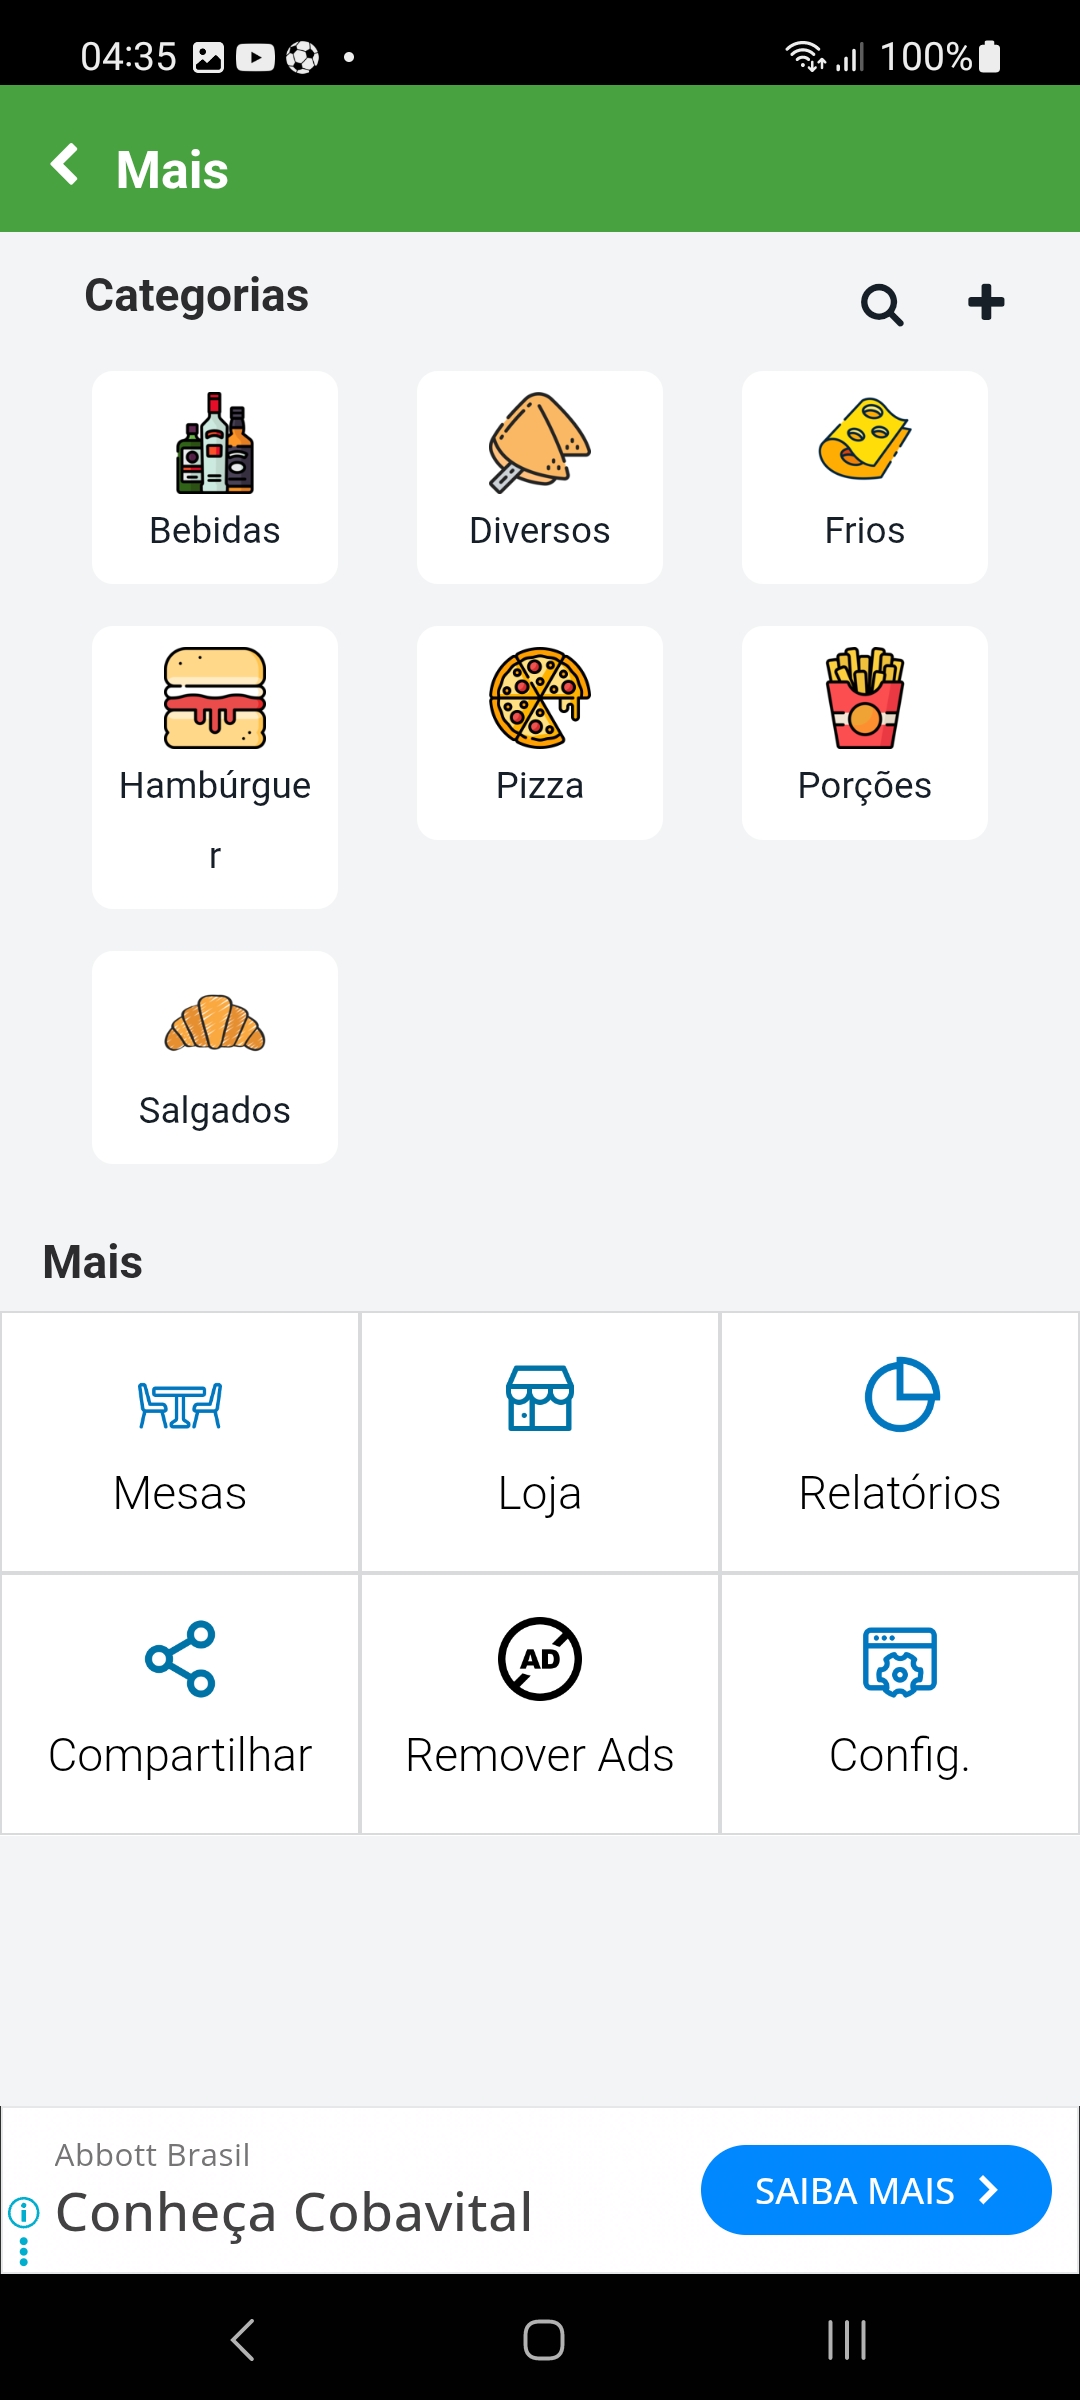 04:35
100%
Mais
Categorias
Bebidas
Diversos
Frios
Hambúrgue
r
Pizza
Porções
Salgados
Mais
Mesas
Loja
Relatórios
Compartilhar
AD
Remover Ads
Config.
Abbott Brasil
Conheça Cobavital
SAIBA MAIS